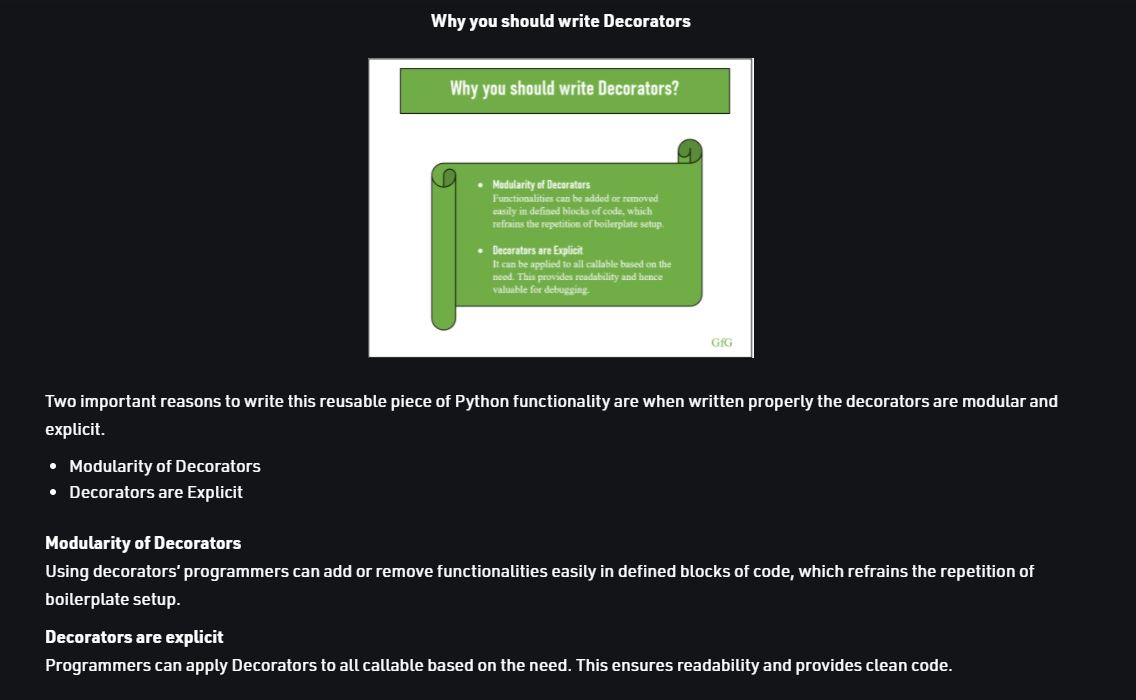 Why you should write Decorators
Why you should write Decorators?
• Modularity of Decorators
Functionalities can be added or removed
easily in defined blocks of code, which
refrains the repetition of boilerplate setup.
• Decorators are Explicit
It can be applied to all callable based on the
need. This provides readability and hence
valuable for debugging.
GfG
Two important reasons to write this reusable piece of Python functionality are when written properly the decorators are modular and
explicit.
• Modularity of Decorators
• Decorators are Explicit
Modularity of Decorators
Using decorators’ programmers can add or remove functionalities easily in defined blocks of code, which refrains the repetition of
boilerplate setup.
Decorators are explicit
Programmers can apply Decorators to all callable based on the need. This ensures readability and provides clean code.